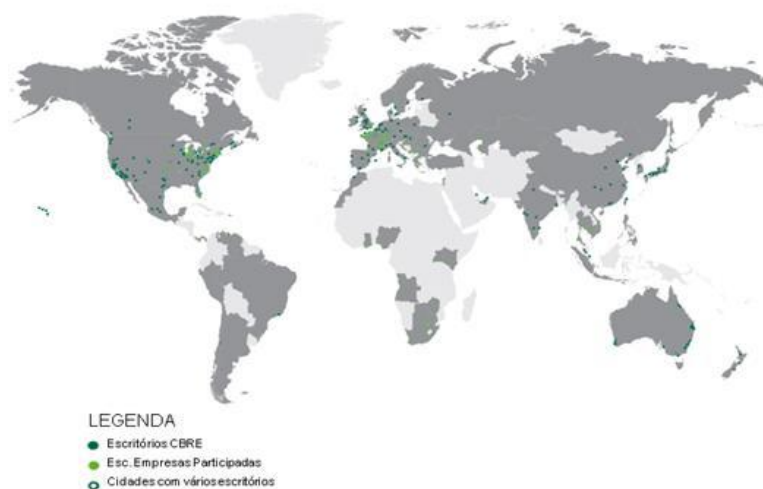 LEGENDA
Escritórios CBRE
Esc. Empresas Participadas
Cidades com vários escritórios